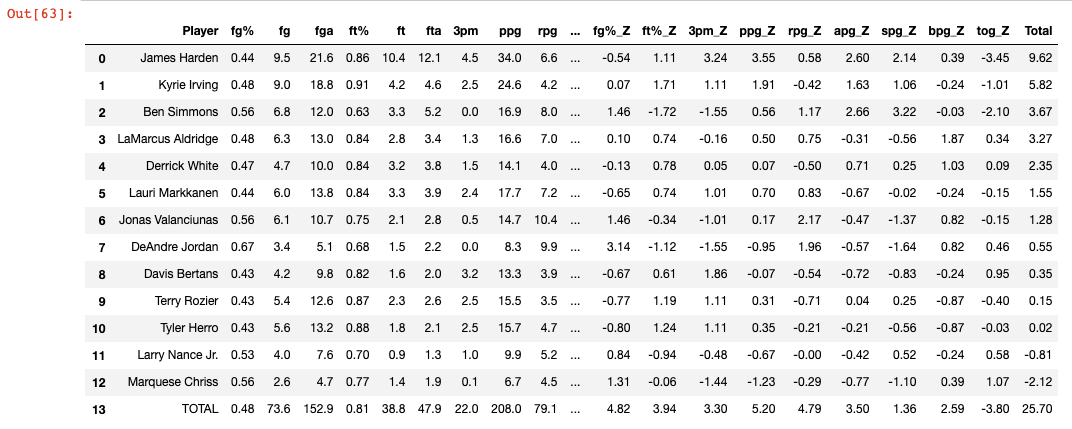 Out[63]:
Player fg% fg fga ft% ft fta 3pm ppg rpg ... fg%_Z ft%_Z 3pm_Z ppg_Z rpg_Z apg_Z spg_Z bpg_Z tog_Z Total
0 James Harden 0.44 9.5 21.6 0.86 10.4 12.1 4.5 34.0 6.6 ... -0.54 1.11 3.24 3.55 0.58 2.60 2.14 0.39 -3.45 9.62
1 Kyrie Irving 0.48 9.0 18.8 0.91 4.2 4.6 2.5 24.6 4.2 ... 0.07 1.71 1.11 1.91 -0.42 1.63 1.06 -0.24 -1.01 5.82
2 Ben Simmons 0.56 6.8 12.0 0.63 3.3 5.2 0.0 16.9 8.0 ... 1.46 -1.72 -1.55 0.56 1.17 2.66 3.22 -0.03 -2.10 3.67
3 LaMarcus Aldridge 0.48 6.3 13.0 0.84 2.8 3.4 1.3 16.6 7.0 ... 0.10 0.74 -0.16 0.50 0.75 -0.31 -0.56 1.87 0.34 3.27
4 Derrick White 0.47 4.7 10.0 0.84 3.2 3.8 1.5 14.1 4.0 ... -0.13 0.78 0.05 0.07 -0.50 0.71 0.25 1.03 0.09 2.35
5 Lauri Markkanen 0.44 6.0 13.8 0.84 3.3 3.9 2.4 17.7 7.2 ... -0.65 0.74 1.01 0.70 0.83 -0.67 -0.02 -0.24 -0.15 1.55
6 Jonas Valanciunas 0.56 6.1 10.7 0.75 2.1 2.8 0.5 14.7 10.4 ... 1.46 -0.34 -1.01 0.17 2.17 -0.47 -1.37 0.82 -0.15 1.28
7 DeAndre Jordan 0.67 3.4 5.1 0.68 1.5 2.2 0.0 8.3 9.9 ... 3.14 -1.12 -1.55 -0.95 1.96 -0.57 -1.64 0.82 0.46 0.55
8 Davis Bertans 0.43 4.2 9.8 0.82 1.6 2.0 3.2 13.3 3.9 ... -0.67 0.61 1.86 -0.07 -0.54 -0.72 -0.83 -0.24 0.95 0.35
9 Terry Rozier 0.43 5.4 12.6 0.87 2.3 2.6 2.5 15.5 3.5 ... -0.77 1.19 1.11 0.31 -0.71 0.04 0.25 -0.87 -0.40 0.15
10 Tyler Herro 0.43 5.6 13.2 0.88 1.8 2.1 2.5 15.7 4.7 ... -0.80 1.24 1.11 0.35 -0.21 -0.21 -0.56 -0.87 -0.03 0.02
11 Larry Nance Jr. 0.53 4.0 7.6 0.70 0.9 1.3 1.0 9.9 5.2 ... 0.84 -0.94 -0.48 -0.67 -0.00 -0.42 0.52 -0.24 0.58 -0.81
12 Marquese Chriss 0.56 2.6 4.7 0.77 1.4 1.9 0.1 6.7 4.5 ... 1.31 -0.06 -1.44 -1.23 -0.29 -0.77 -1.10 0.39 1.07 -2.12
13 TOTAL 0.48 73.6 152.9 0.81 38.8 47.9 22.0 208.0 79.1 ... 4.82 3.94 3.30 5.20 4.79 3.50 1.36 2.59 -3.80 25.70